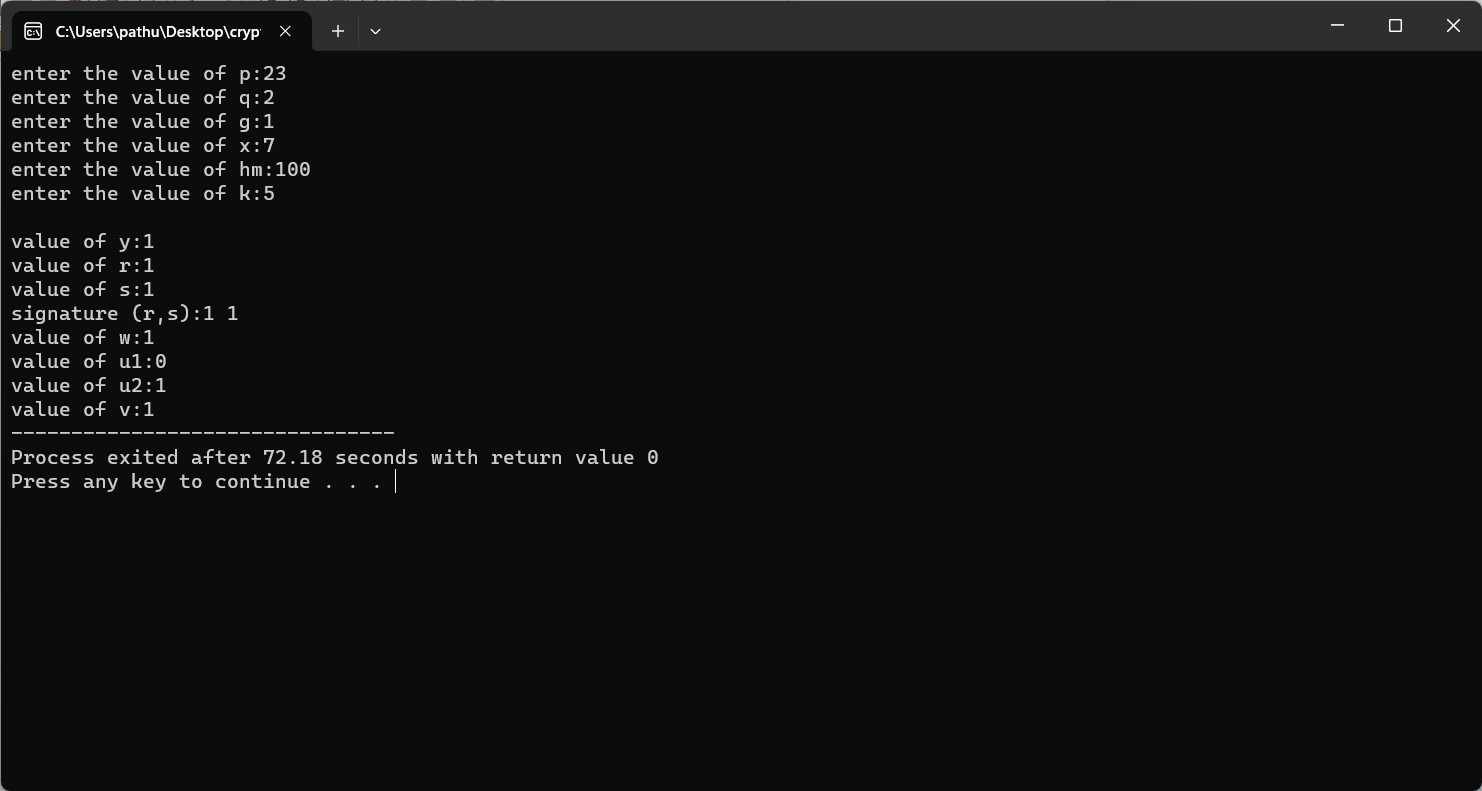 C:\Users\pathu\Desktop\cryp
enter the value of p:23
enter the value of q:2
enter the value of g:1
enter the value of x:7
enter the value of hm:100
enter the value of k:5
value of y:1
value of r:1
value of s:1
signature (r,s):1 1
value of w:1
value of u1:0
value of u2:1
value of v:1
--------------------------------
Process exited after 72.18 seconds with return value 0
Press any key to continue . . .